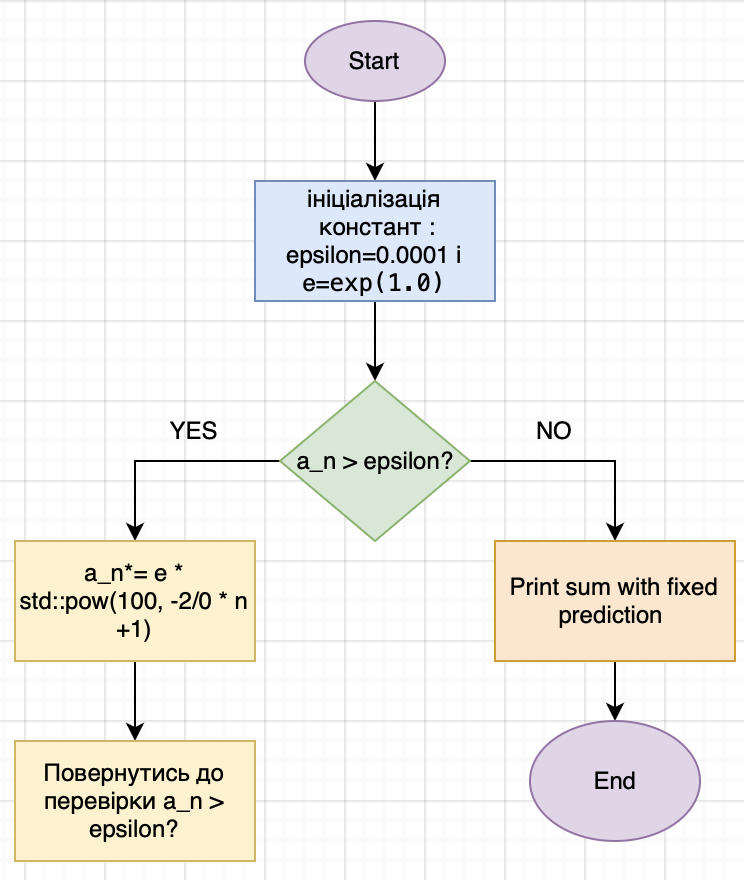 Start
ініціалізація
констант :
epsilon=0.0001 і
e=exp(1.0)
YES
a_n > epsilon?
NO
a_n*= e *
std::pow(100, -2/0 * n
+1)
Print sum with fixed
prediction
Повернутись до
перевірки a_n >
epsilon?
End